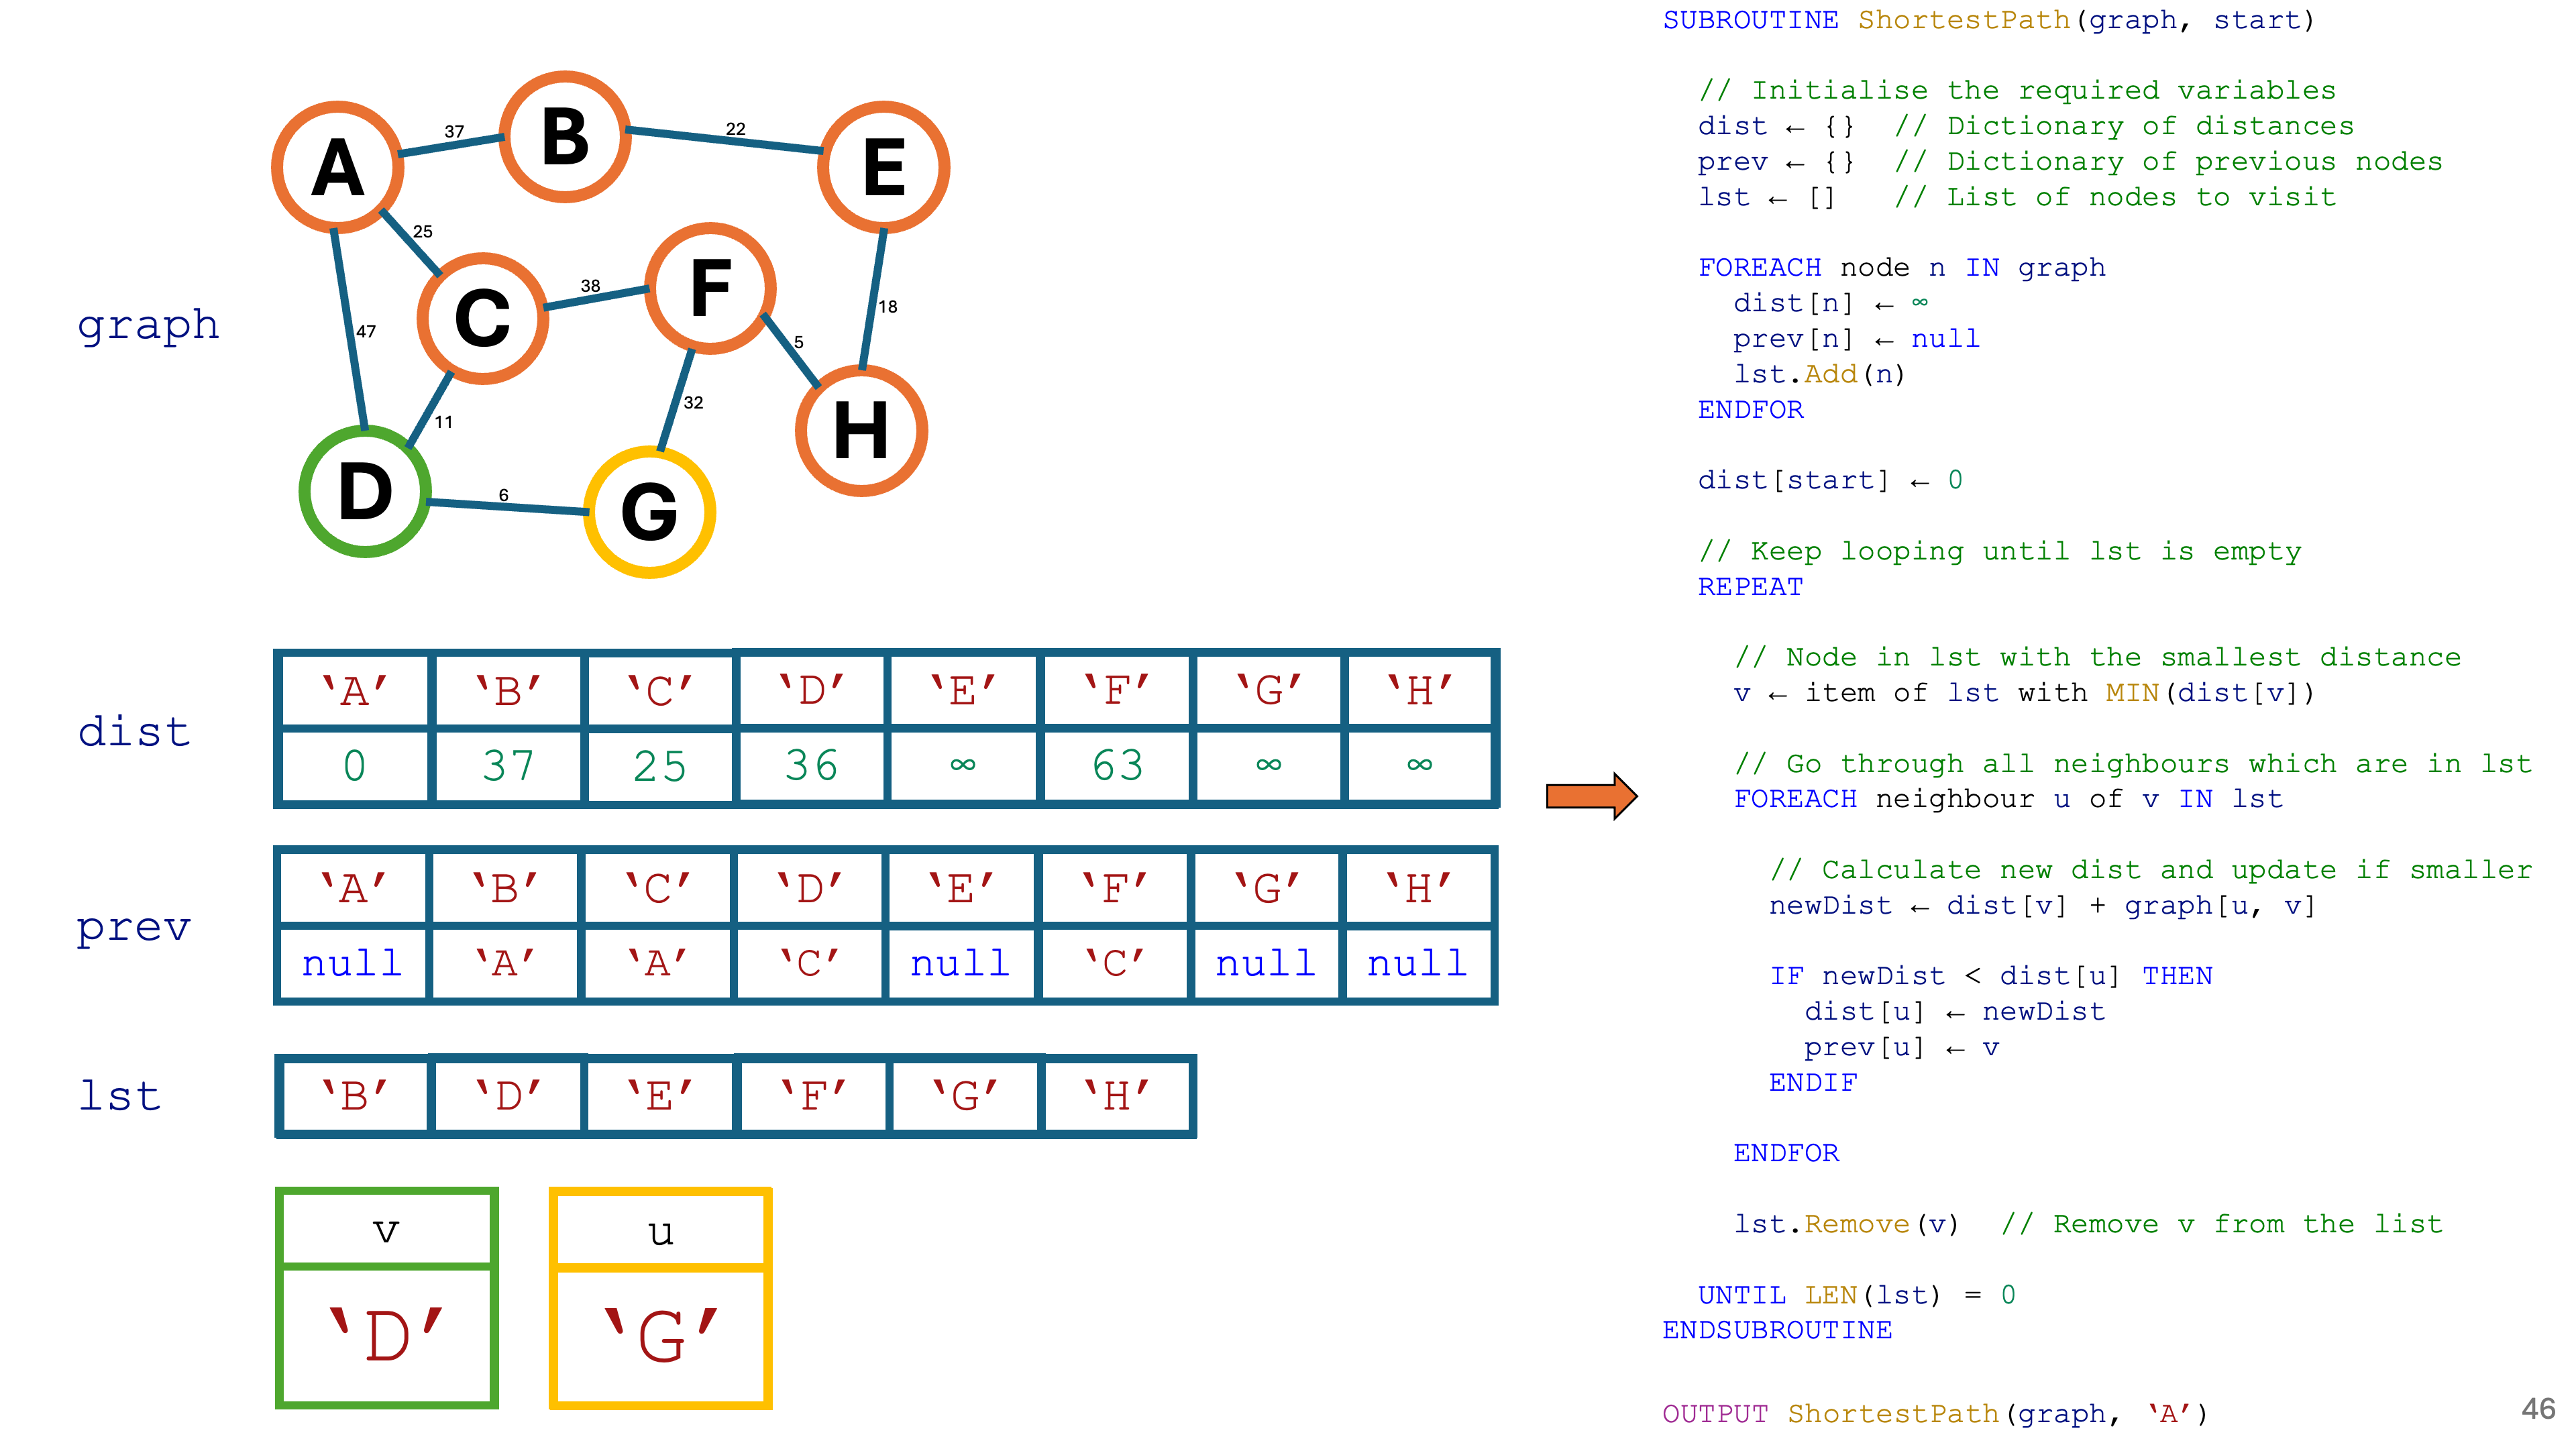 graph
A
B
E
C
F
D
G
H
37
22
25
38
47
18
5
11
32
6
dist
‘A’ ‘B’ ‘C’ ‘D’ ‘E’ ‘F’ ‘G’ ‘H’
0 37 25 36 ∞ 63 ∞ ∞
prev
‘A’ ‘B’ ‘C’ ‘D’ ‘E’ ‘F’ ‘G’ ‘H’
null ‘A’ ‘A’ ‘C’ null ‘C’ null null
lst
‘B’ ‘D’ ‘E’ ‘F’ ‘G’ ‘H’
v
‘D’
u
‘G’
SUBROUTINE ShortestPath(graph, start)
// Initialise the required variables
dist ← {} // Dictionary of distances
prev ← {} // Dictionary of previous nodes
lst ← [] // List of nodes to visit
FOREACH node n IN graph
dist[n] ← ∞
prev[n] ← null
lst.Add(n)
ENDFOR
dist[start] ← 0
// Keep looping until lst is empty
REPEAT
// Node in lst with the smallest distance
v ← item of lst with MIN(dist[v])
// Go through all neighbours which are in lst
FOREACH neighbour u of v IN lst
// Calculate new dist and update if smaller
newDist ← dist[v] + graph[u, v]
IF newDist < dist[u] THEN
dist[u] ← newDist
prev[u] ← v
ENDIF
ENDFOR
lst.Remove(v) // Remove v from the list
UNTIL LEN(lst) = 0
ENDSUBROUTINE
OUTPUT ShortestPath(graph, ‘A’)
46